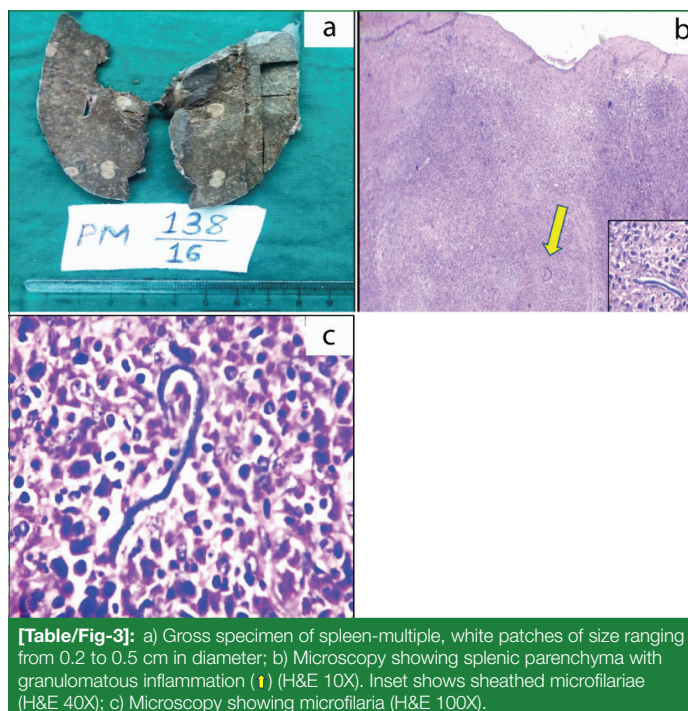 a
b
PM 138
16
c
[Table/Fig-3]: a) Gross specimen of spleen-multiple, white patches of size ranging
from 0.2 to 0.5 cm in diameter; b) Microscopy showing splenic parenchyma with
granulomatous inflammation (⬆) (H&E 10X). Inset shows sheathed microfilariae
(H&E 40X); c) Microscopy showing microfilaria (H&E 100X).